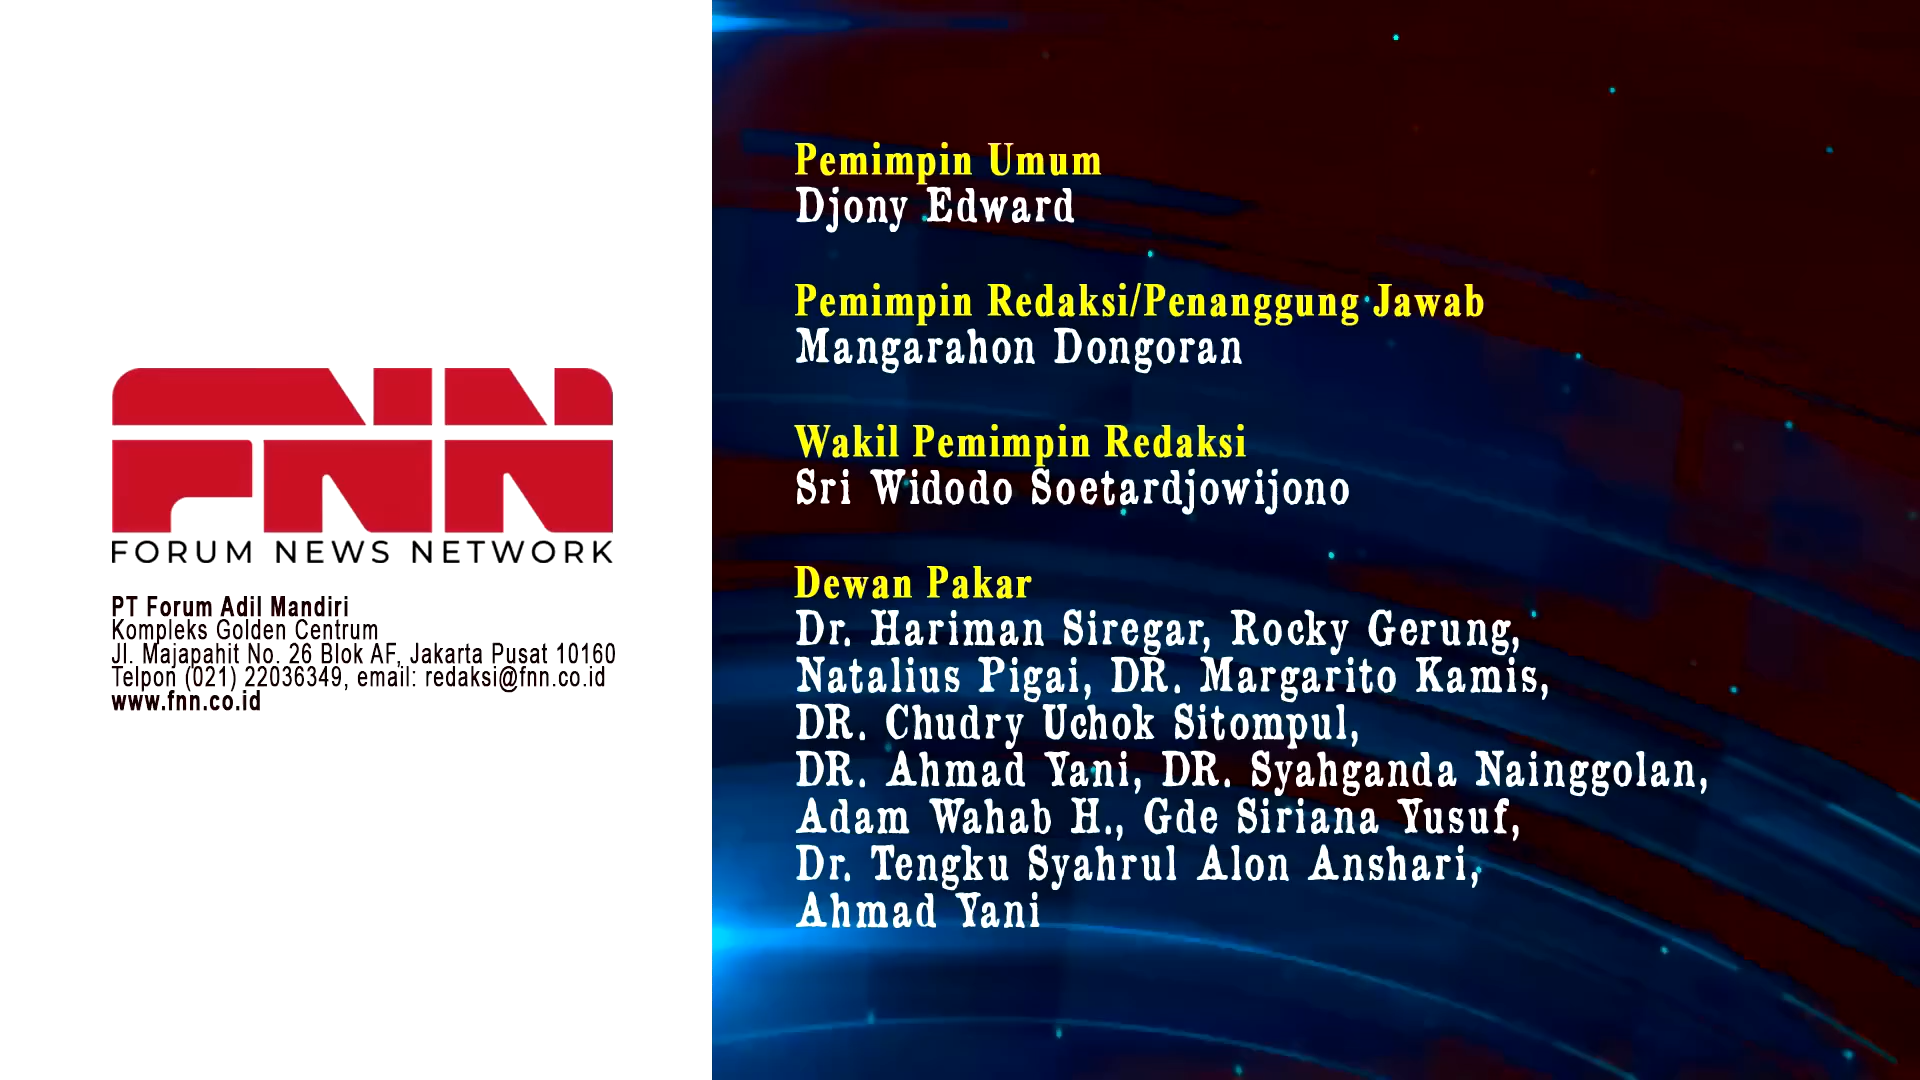 FNN
FORUM NEWS NETWORK
PT Forum Adil Mandiri
Kompleks Golden Centrum
Jl. Majapahit No. 26 Blok AF, Jakarta Pusat 10160
Telpon (021) 22036349, email: redaksi@fnn.co.id
www.fnn.co.id
Pemimpin Umum
Djony Edward
Pemimpin Redaksi/Penanggung Jawab
Mangarahon Dongoran
Wakil Pemimpin Redaksi
Sri Widodo Soetardjowijono
Dewan Pakar
Dr. Hariman Siregar, Rocky Gerung,
Natalius Pigai, DR. Margarito Kamis,
DR. Chudry Uchok Sitompul,
DR. Ahmad Yani, DR. Syahganda Nainggolan,
Adam Wahab H., Gde Siriana Yusuf,
Dr. Tengku Syahrul Alon Anshari,
Ahmad Yani